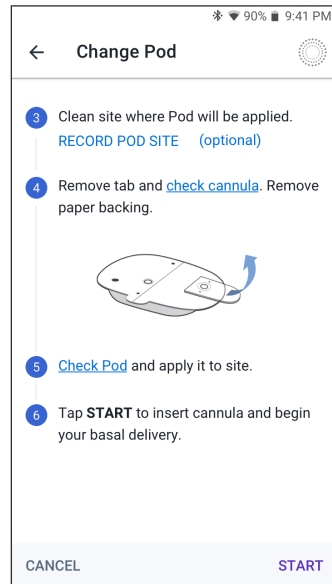 90% 9:41 PM
Change Pod
3 Clean site where Pod will be applied.
RECORD POD SITE (optional)
4 Remove tab and check cannula. Remove
paper backing.
5 Check Pod and apply it to site.
6 Tap START to insert cannula and begin
your basal delivery.
CANCEL START